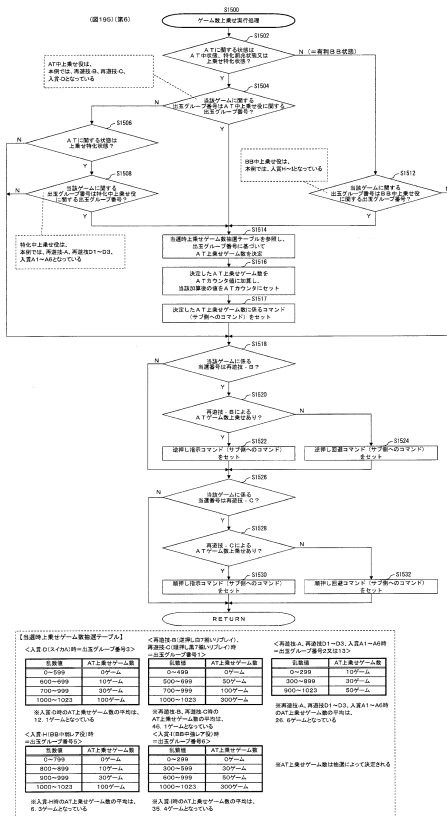 (図195)(第6)
S1500
ゲーム数上乗せ実行処理
S1502
ATに関する状態は
AT中状態、特化前兆状態又は
上乗せ特化状態?
N (=有利BB状態)
Y
AT中上乗せ役は、
本例では、再遊技-B、再遊技-C、
入賞-Dとなっている
S1504
当該ゲームに関する
出玉グループ番号はAT中上乗せ役に関する
出玉グループ番号?
N
Y
S1506
ATに関する状態は
上乗せ特化状態?
N
Y
S1508
当該ゲームに関する
出玉グループ番号は特化中上乗せ役
に関する出玉グループ番号?
N
Y
BB中上乗せ役は、
本例では、入賞H~Iとなっている
S1512
当該ゲームに関する
出玉グループ番号はBB中上乗せ役
に関する出玉グループ番号?
N
Y
特化中上乗せ役は、
本例では、再遊技-A、再遊技D1~D3、
入賞A1~A6となっている
S1514
当選時上乗せゲーム数抽選テーブルを参照し、
出玉グループ番号に基づいて
AT上乗せゲーム数を決定
S1516
決定したAT上乗せゲーム数を
ATカウンタ値に加算し、
当該加算後の値をATカウンタにセット
S1517
決定したAT上乗せゲーム数に係るコマンド
(サブ側へのコマンド)をセット
S1518
当該ゲームに係る
当選番号は再遊技-B?
N
Y
S1520
再遊技-Bによる
ATゲーム数上乗せあり?
N
Y
S1522
逆押し指示コマンド(サブ側へのコマンド)
をセット
S1524
逆押し回避コマンド(サブ側へのコマンド)
をセット
S1526
当該ゲームに係る
当選番号は再遊技-C?
N
Y
S1528
再遊技-Cによる
ATゲーム数上乗せあり?
N
Y
S1530
順押し指示コマンド(サブ側へのコマンド)
をセット
S1532
順押し回避コマンド(サブ側へのコマンド)
をセット
RETURN
【当選時上乗せゲーム数抽選テーブル】
<入賞-D(スイカA)時=出玉グループ番号3>
乱数値 AT上乗せゲーム数
0~599 0ゲーム
600~699 10ゲーム
700~999 30ゲーム
1000~1023 100ゲーム
※入賞-D時のAT上乗せゲーム数の平均は、
12.1ゲームとなっている
<再遊技-B(逆押し白7揃いリプレイ)、
再遊技-C(順押し黒7揃いリプレイ)時
=出玉グループ番号1>
乱数値 AT上乗せゲーム数
0~499 0ゲーム
500~699 50ゲーム
700~999 100ゲーム
1000~1023 300ゲーム
※再遊技-B、再遊技-C時の
AT上乗せゲーム数の平均は、
46.1ゲームとなっている
<再遊技-A、再遊技D1~D3、入賞A1~A6時
=出玉グループ番号2又は13>
乱数値 AT上乗せゲーム数
0~299 10ゲーム
300~899 30ゲーム
900~1023 50ゲーム
※再遊技-A、再遊技D1~D3、入賞A1~A6時
のAT上乗せゲーム数の平均は、
26.6ゲームとなっている
<入賞-H(BB中弱レア役)時
=出玉グループ番号5>
乱数値 AT上乗せゲーム数
0~799 0ゲーム
800~899 10ゲーム
900~999 30ゲーム
1000~1023 100ゲーム
※入賞-H時のAT上乗せゲーム数の平均は、
6.3ゲームとなっている
<入賞-I(BB中強レア役)時
=出玉グループ番号6>
乱数値 AT上乗せゲーム数
0~299 0ゲーム
300~599 30ゲーム
600~999 50ゲーム
1000~1023 300ゲーム
※入賞-I時のAT上乗せゲーム数の平均は、
35.4ゲームとなっている
※AT上乗せゲーム数は抽選によって決定される